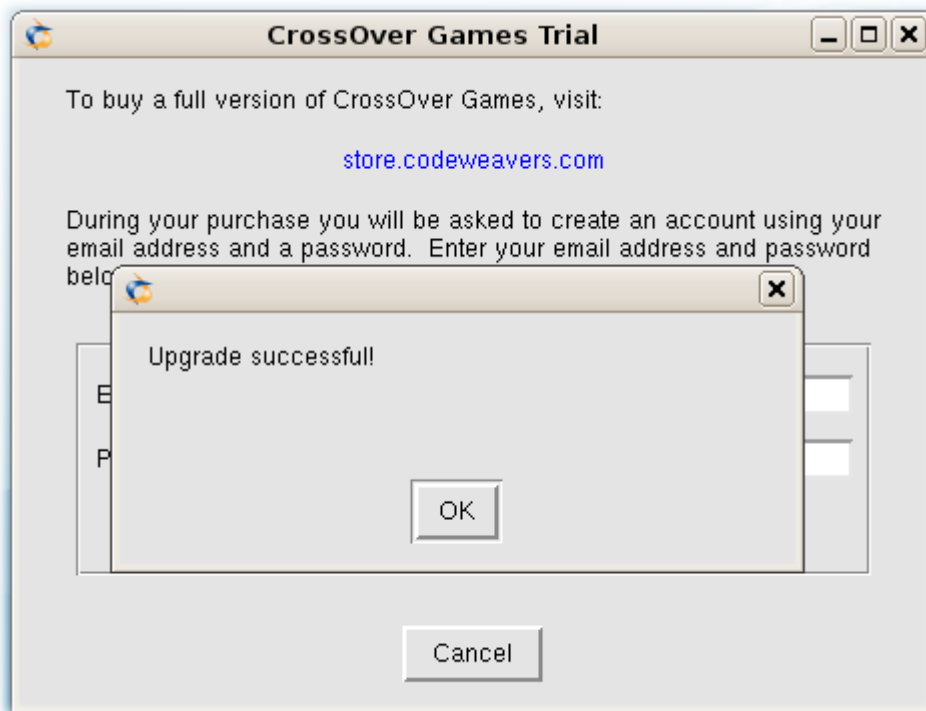 CrossOver Games Trial
To buy a full version of CrossOver Games, visit:
store.codeweavers.com
During your purchase you will be asked to create an account using your
email address and a password.  Enter your email address and password
Upgrade successful!
OK
Cancel